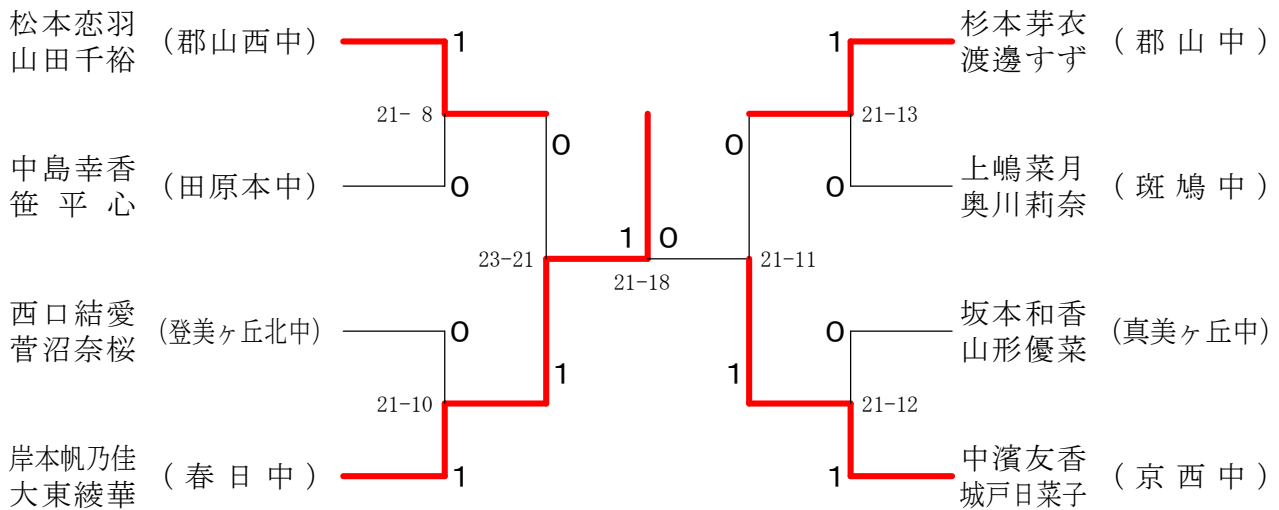 松本恋羽
山田千裕
(郡山西中)
1
21- 8
中島幸香
笹平心
(田原本中)
0
0
23-21
西口結愛
菅沼奈桜
(登美ヶ丘北中)
0
21-10
1
岸本帆乃佳
大東綾華
(春日中)
1
1
0
21-18
杉本芽衣
渡邊すず
(郡山中)
1
21-13
0
上嶋菜月
奥川莉奈
(斑鳩中)
0
21-11
坂本和香
山形優菜
(真美ヶ丘中)
0
1
21-12
中濱友香
城戸日菜子
(京西中)
1